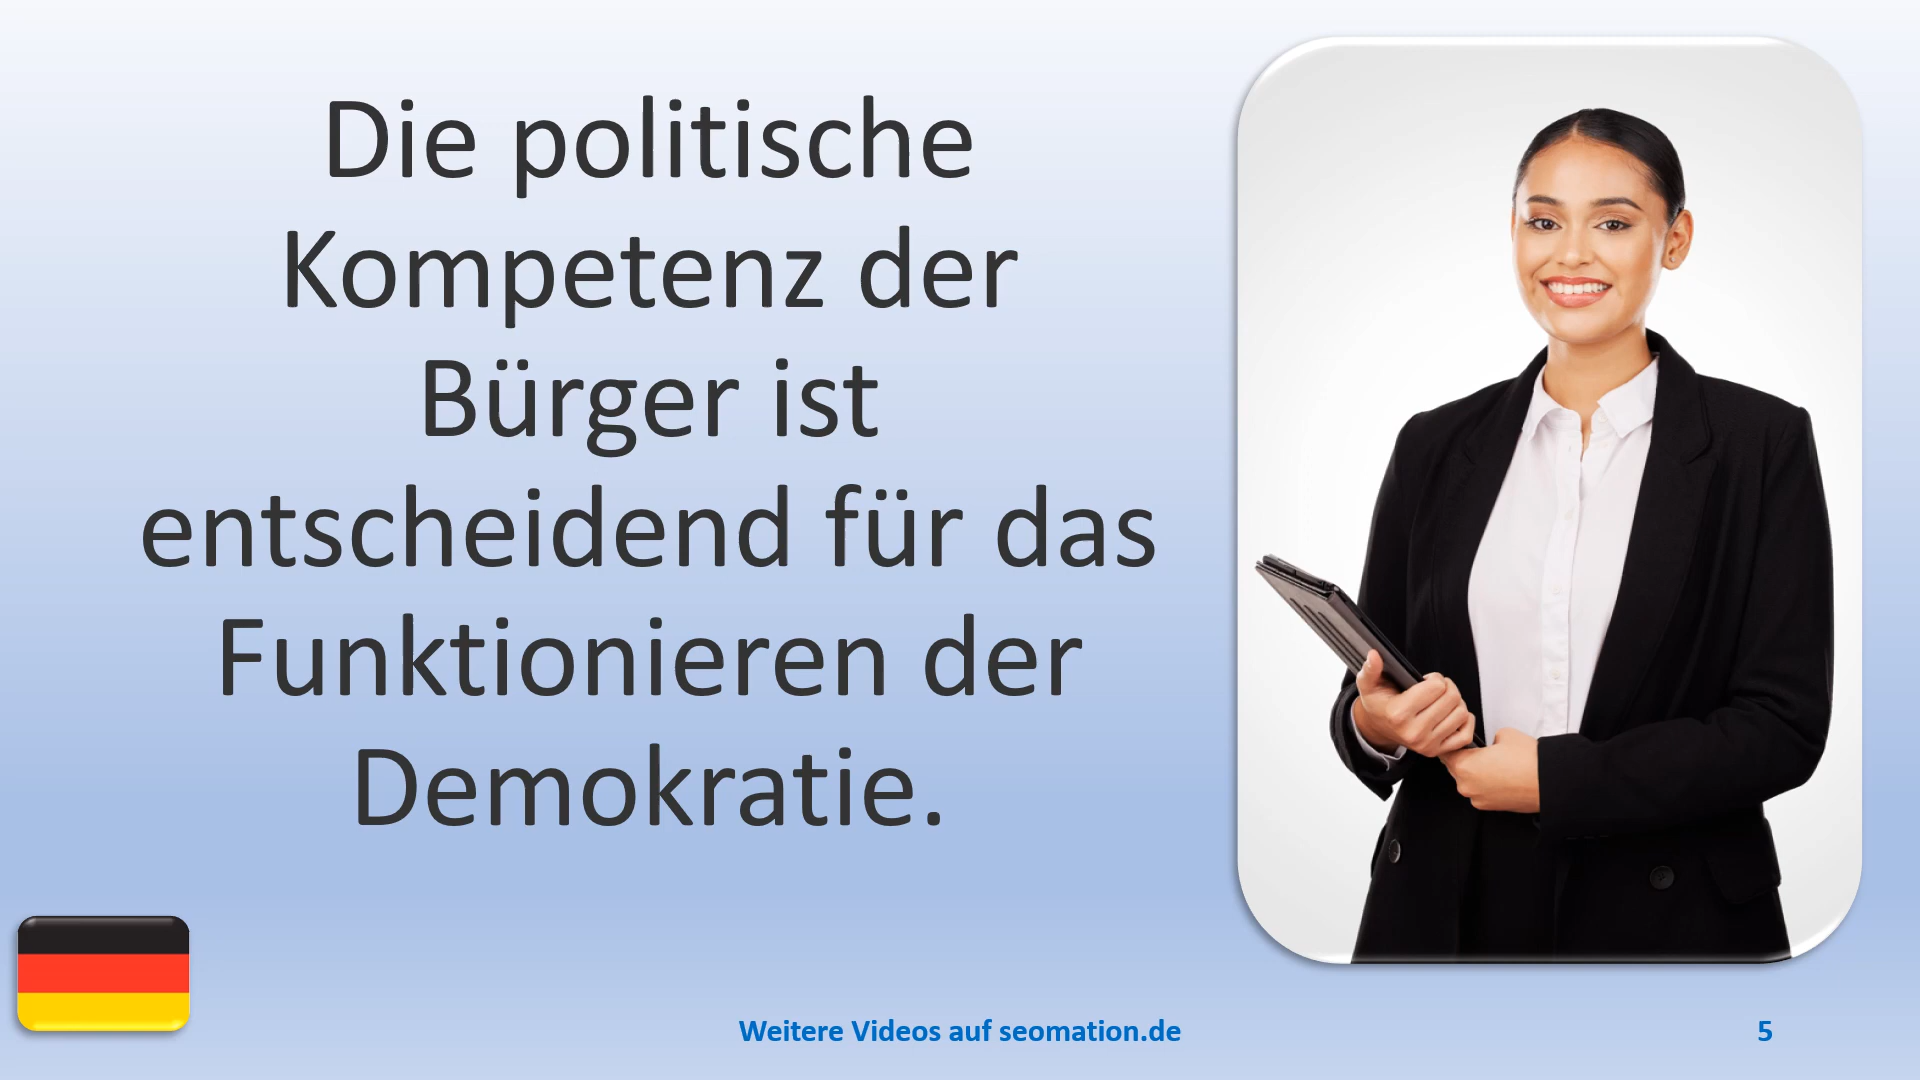 Die politische
Kompetenz der
Bürger ist
entscheidend für das
Funktionieren der
Demokratie.
Weitere Videos auf seomation.de
5